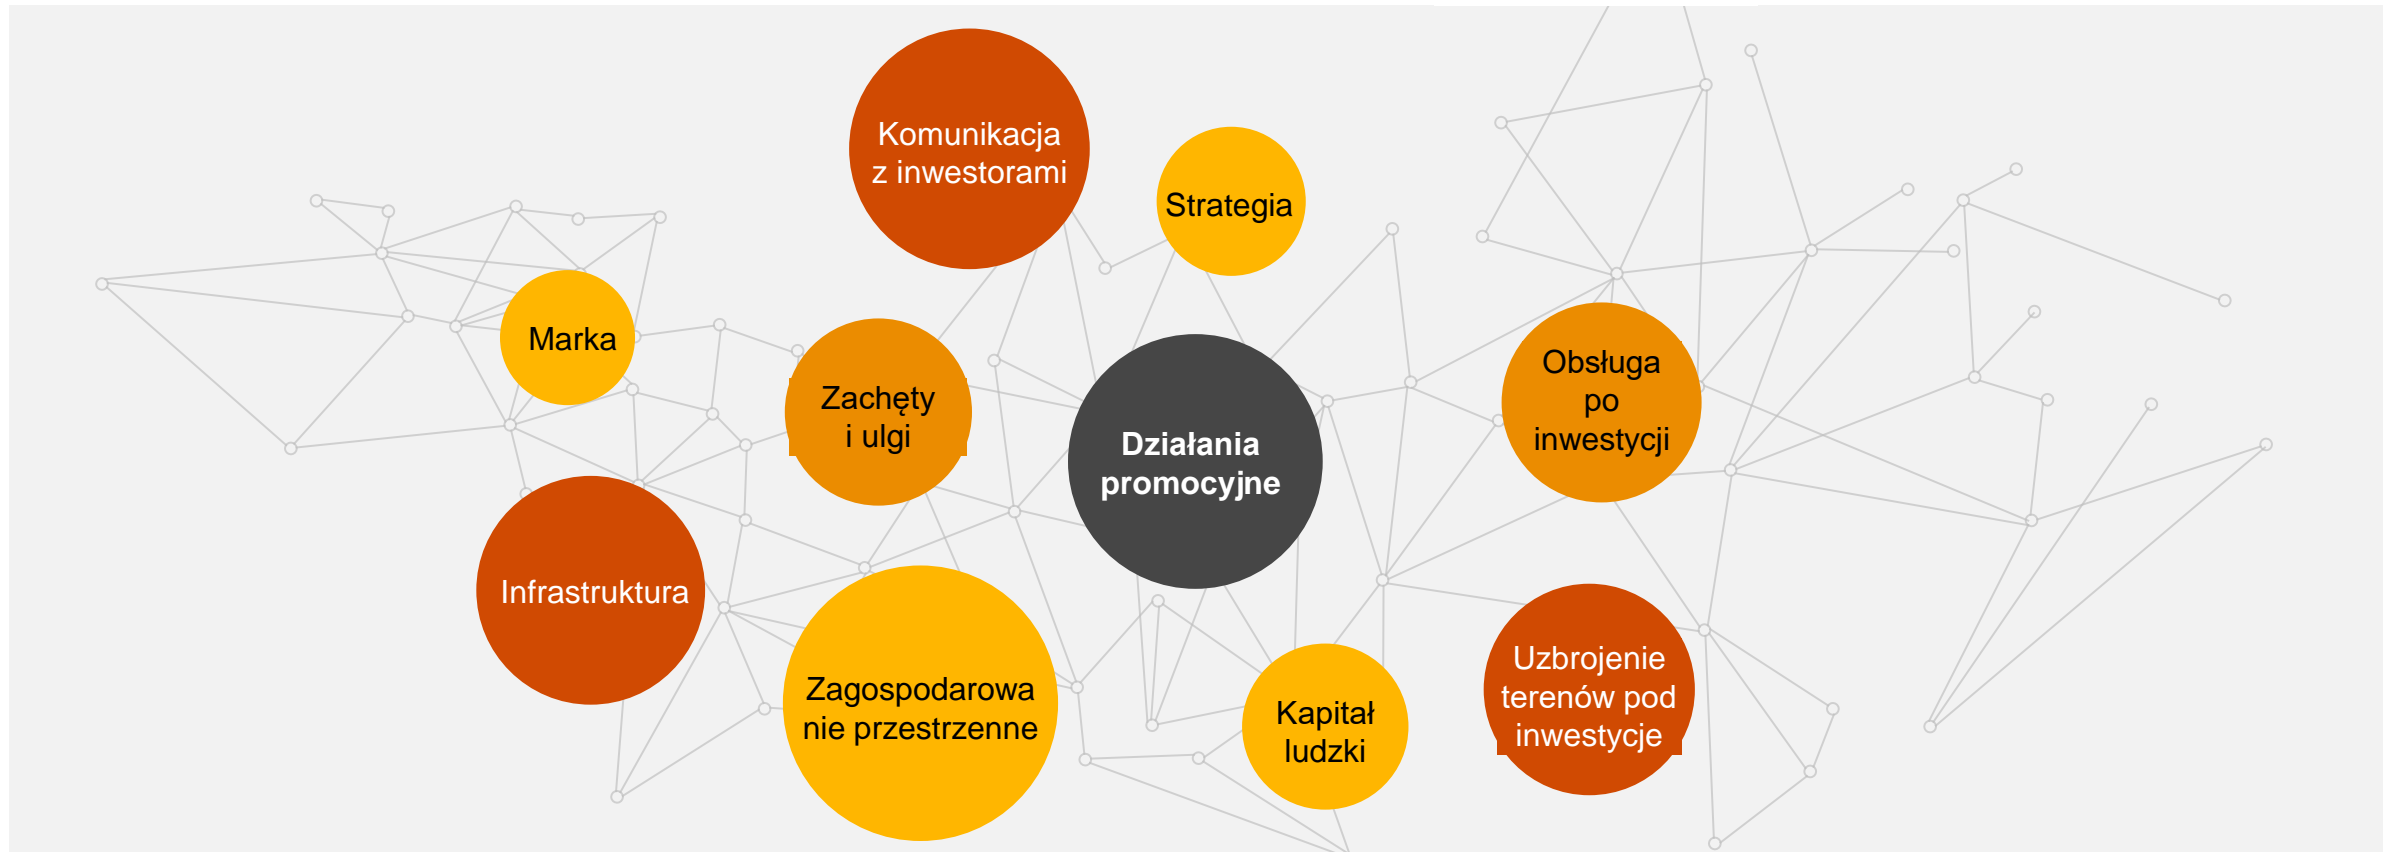 Komunikacja
z inwestorami
Strategia
Marka
Zachęty
i ulgi
Działania
promocyjne
Obsługa
po
inwestycji
Infrastruktura
Zagospodarowa
nie przestrzenne
Kapitał
ludzki
Uzbrojenie
terenów pod
inwestycje